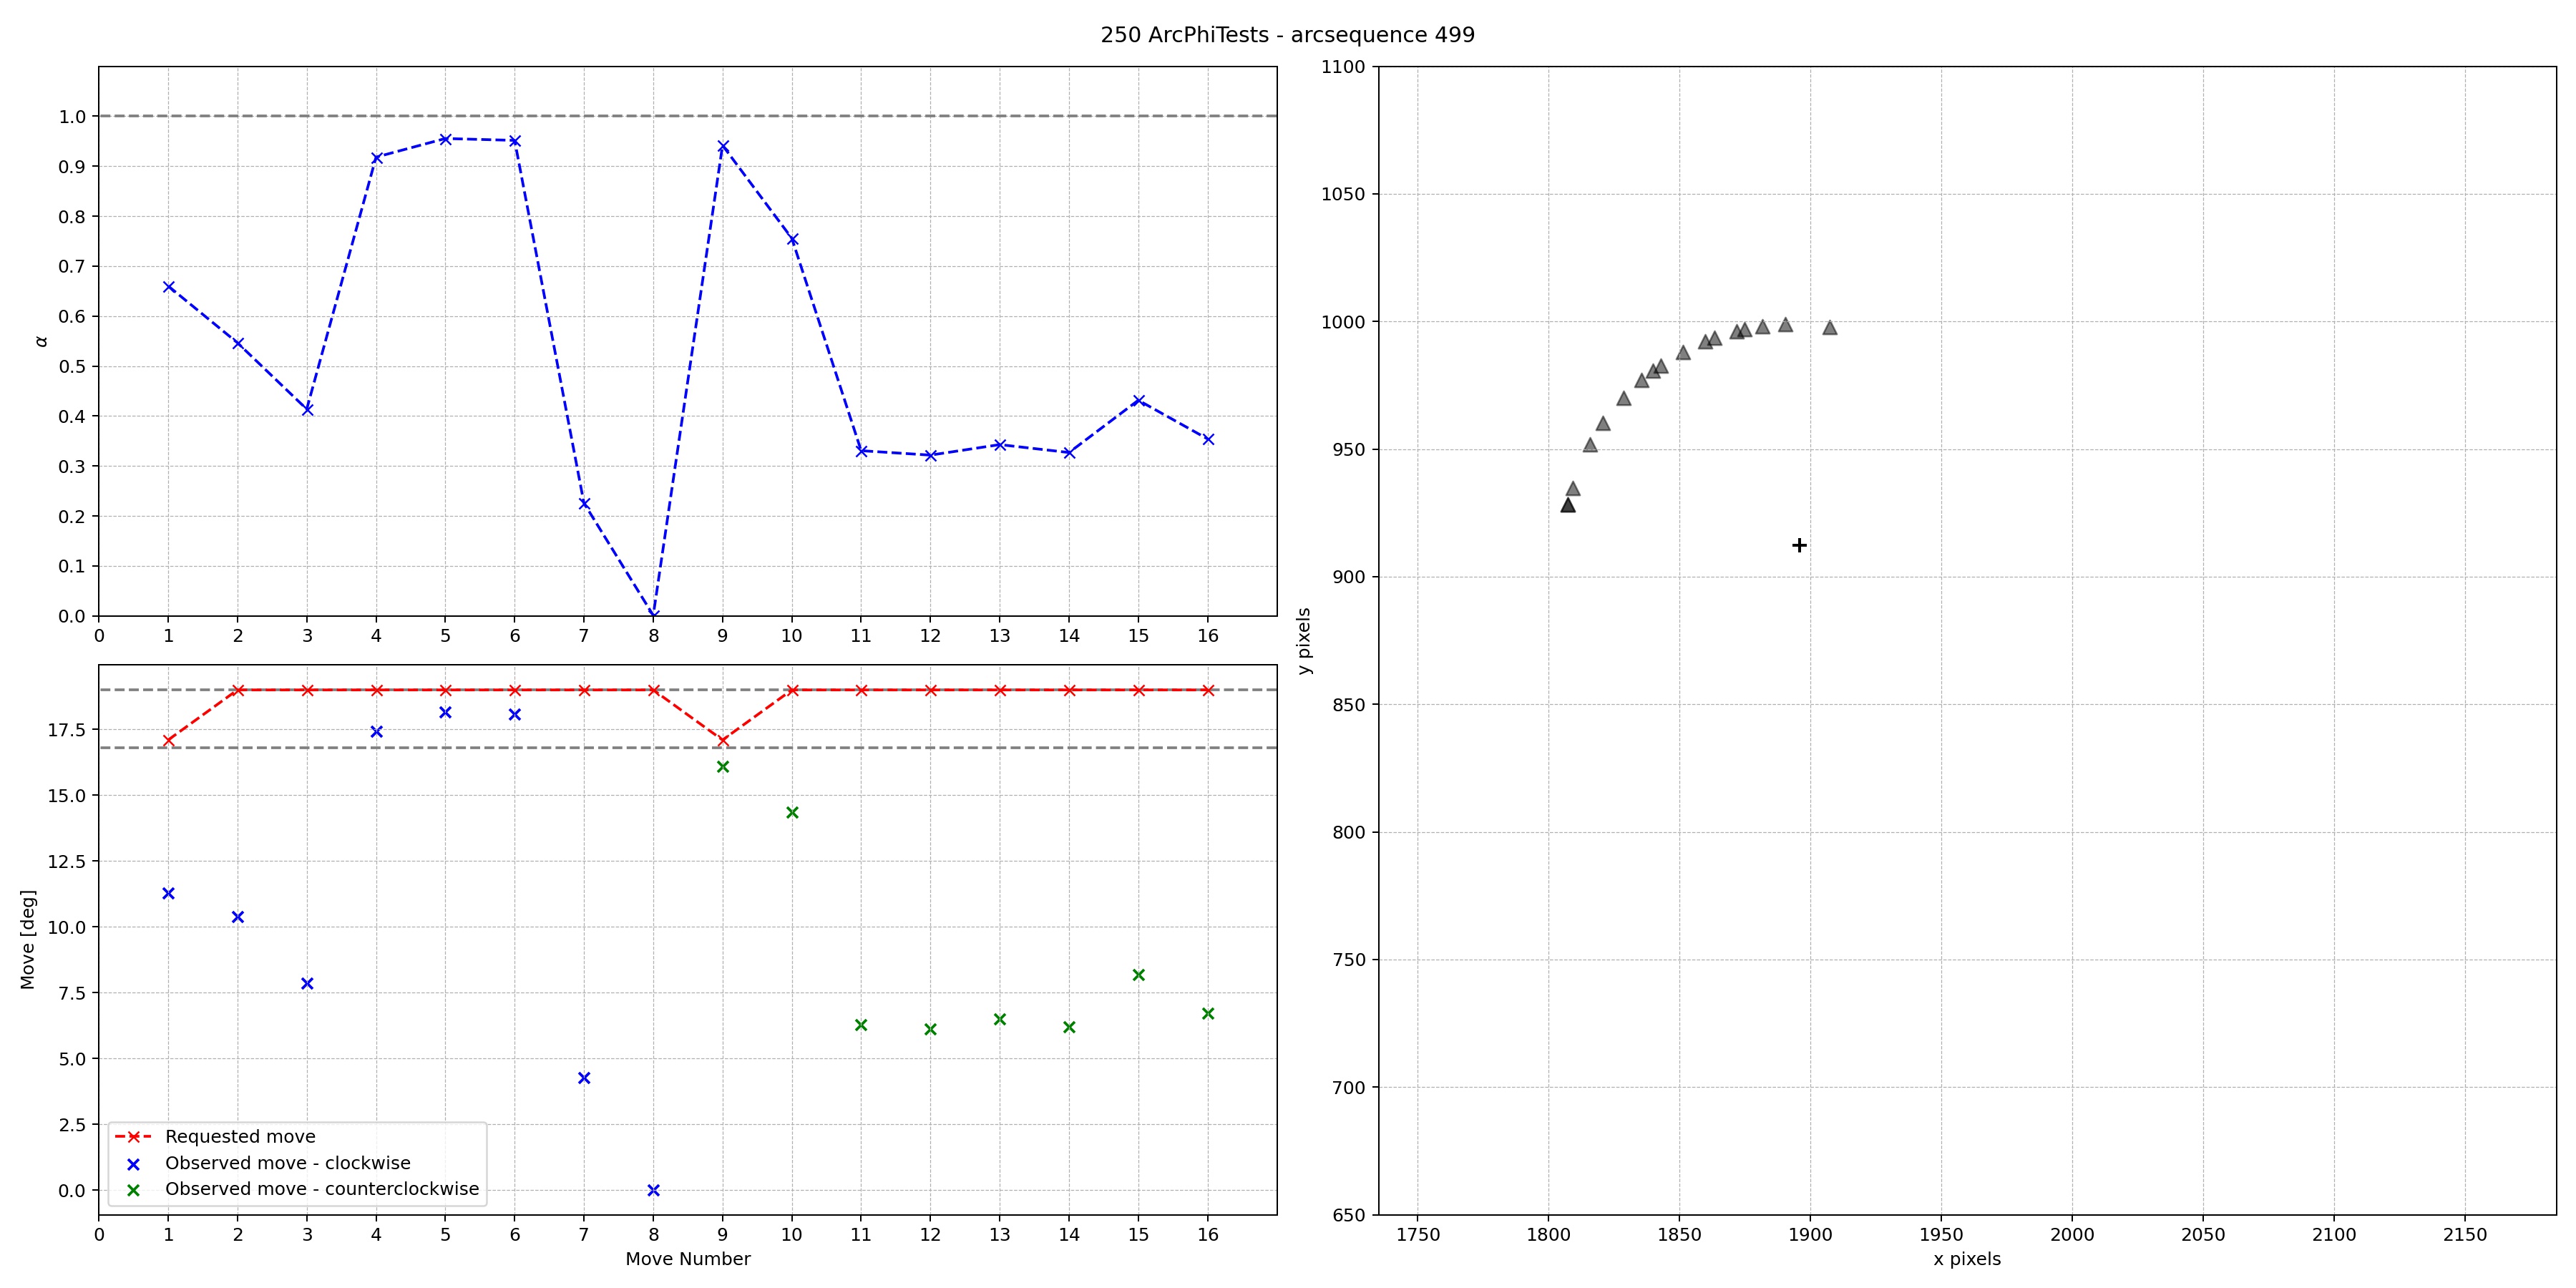 250 ArcPhiTests - arcsequence 499
1.0
0.9
0.8
0.7
0.6
0.5
0.4
0.3
0.2
0.1
0.0
α
0 1 2 3 4 5 6 7 8 9 10 11 12 13 14 15 16
17.5
15.0
12.5
10.0
7.5
5.0
2.5
0.0
Move [deg]
Requested move
Observed move - clockwise
Observed move - counterclockwise
0 1 2 3 4 5 6 7 8 9 10 11 12 13 14 15 16
Move Number
1100
1050
1000
950
900
850
800
750
700
650
y pixels
1750 1800 1850 1900 1950 2000 2050 2100 2150
x pixels